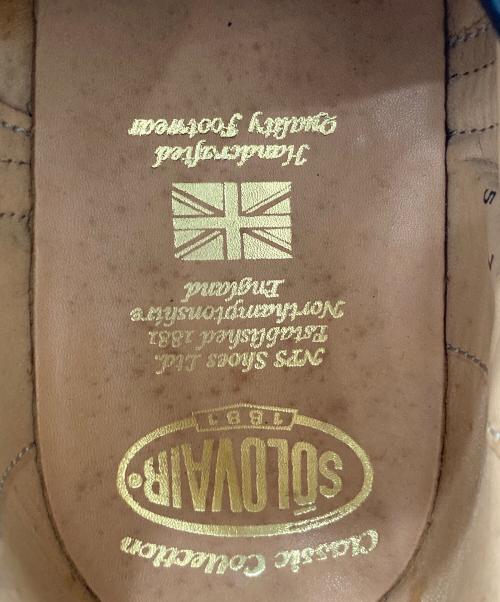 Classic Collection
SOLOVAIR®
1881
NPS Shoes Ltd.
Established 1881
Northamptonshire
England
Handcrafted
Quality Footwear